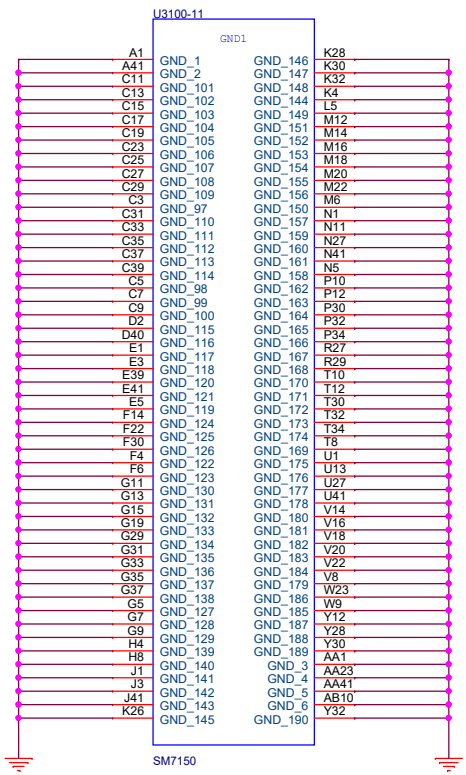 U3100-11
GND1
A1 GND_1 GND_146 K28
A41 GND_2 GND_147 K30
C11 GND_101 GND_148 K32
C13 GND_102 GND_144 K4
C15 GND_103 GND_149 L5
C17 GND_104 GND_151 M12
C19 GND_105 GND_152 M14
C23 GND_106 GND_153 M16
C25 GND_107 GND_154 M18
C27 GND_108 GND_155 M20
C29 GND_109 GND_156 M22
C3 GND_97 GND_150 M6
C31 GND_110 GND_157 N1
C33 GND_111 GND_159 N11
C35 GND_112 GND_160 N27
C37 GND_113 GND_161 N41
C39 GND_114 GND_158 N5
C5 GND_98 GND_162 P10
C7 GND_99 GND_163 P12
C9 GND_100 GND_164 P30
D2 GND_115 GND_165 P32
D40 GND_116 GND_166 P34
E1 GND_117 GND_167 R27
E3 GND_118 GND_168 R29
E39 GND_120 GND_170 T10
E41 GND_121 GND_171 T12
E5 GND_119 GND_172 T30
F14 GND_124 GND_173 T32
F22 GND_125 GND_174 T34
F30 GND_126 GND_169 T8
F4 GND_122 GND_175 U1
F6 GND_123 GND_176 U13
G11 GND_130 GND_177 U27
G13 GND_131 GND_178 U41
G15 GND_132 GND_180 V14
G19 GND_133 GND_181 V16
G29 GND_134 GND_182 V18
G31 GND_135 GND_183 V20
G33 GND_136 GND_184 V22
G35 GND_137 GND_179 V8
G37 GND_138 GND_186 W23
G5 GND_127 GND_185 W9
G7 GND_128 GND_187 Y12
G9 GND_129 GND_188 Y28
H4 GND_139 GND_189 Y30
H8 GND_140 GND_3 AA1
J1 GND_141 GND_4 AA23
J3 GND_142 GND_5 AA41
J41 GND_143 GND_6 AB10
K26 GND_145 GND_190 Y32
SM7150